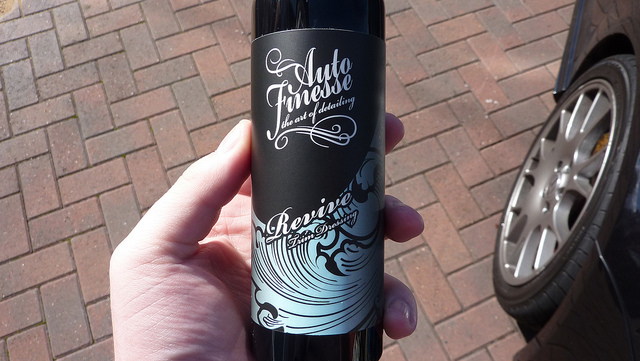 Auto
Finesse
the art of detailing
Revive
Trim Dressing